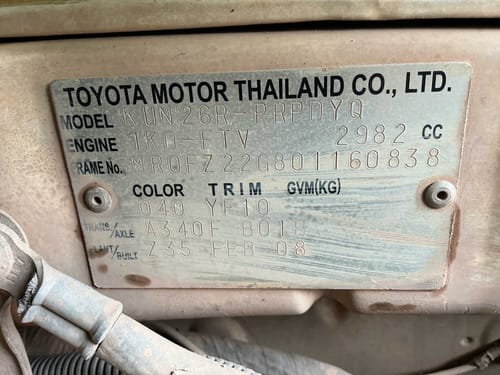 TOYOTA MOTOR THAILAND CO., LTD.
MODEL KUN26R-PRPDYQ
ENGINE 1KD-FTV 2982 CC
FRAME No. MR0FZ22G801160838
COLOR TRIM GVM(KG)
040 YF10
TRANS/AXLE A340F B01B
PLANT/BUILT Z35 FEB 08